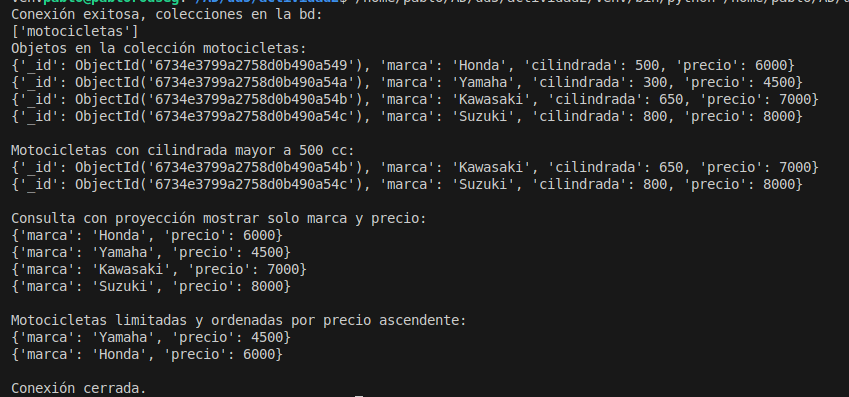 Conexión exitosa, colecciones en la bd:
['motocicletas']
Objetos en la colección motocicletas:
{'_id': ObjectId('6734e3799a2758d0b490a549'), 'marca': 'Honda', 'cilindrada': 500, 'precio': 6000}
{'_id': ObjectId('6734e3799a2758d0b490a54a'), 'marca': 'Yamaha', 'cilindrada': 300, 'precio': 4500}
{'_id': ObjectId('6734e3799a2758d0b490a54b'), 'marca': 'Kawasaki', 'cilindrada': 650, 'precio': 7000}
{'_id': ObjectId('6734e3799a2758d0b490a54c'), 'marca': 'Suzuki', 'cilindrada': 800, 'precio': 8000}
Motocicletas con cilindrada mayor a 500 cc:
{'_id': ObjectId('6734e3799a2758d0b490a54b'), 'marca': 'Kawasaki', 'cilindrada': 650, 'precio': 7000}
{'_id': ObjectId('6734e3799a2758d0b490a54c'), 'marca': 'Suzuki', 'cilindrada': 800, 'precio': 8000}
Consulta con proyección mostrar solo marca y precio:
{'marca': 'Honda', 'precio': 6000}
{'marca': 'Yamaha', 'precio': 4500}
{'marca': 'Kawasaki', 'precio': 7000}
{'marca': 'Suzuki', 'precio': 8000}
Motocicletas limitadas y ordenadas por precio ascendente:
{'marca': 'Yamaha', 'precio': 4500}
{'marca': 'Honda', 'precio': 6000}
Conexión cerrada.